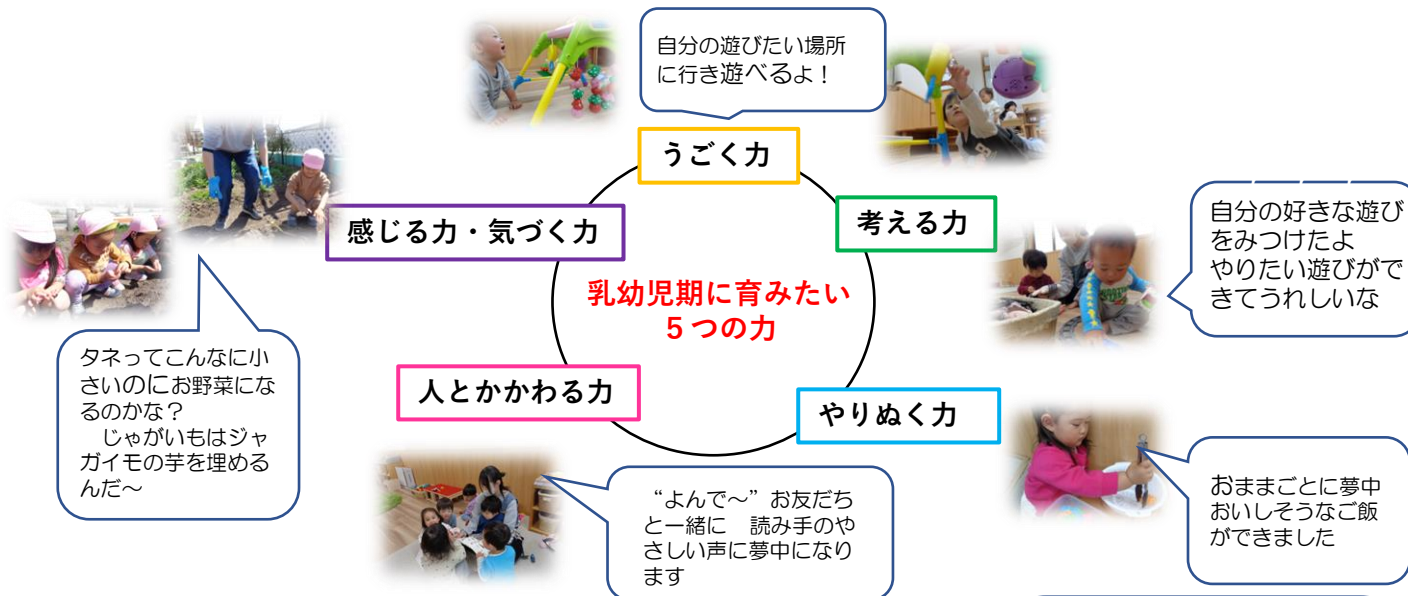 自分の遊びたい場所
に行き遊べるよ！
うごく力
感じる力・気づく力
考える力
自分の好きな遊び
をみつけたよ
やりたい遊びがで
きてうれしいな
乳幼児期に育みたい
５つの力
タネってこんなに小
さいのにお野菜にな
るのかな？
　じゃがいもはジャ
ガイモの芋を埋める
んだ～
人とかかわる力
やりぬく力
“よんで～” お友だち
と一緒に　読み手のや
さしい声に夢中になり
ます
おままごとに夢中
おいしそうなご飯
ができました